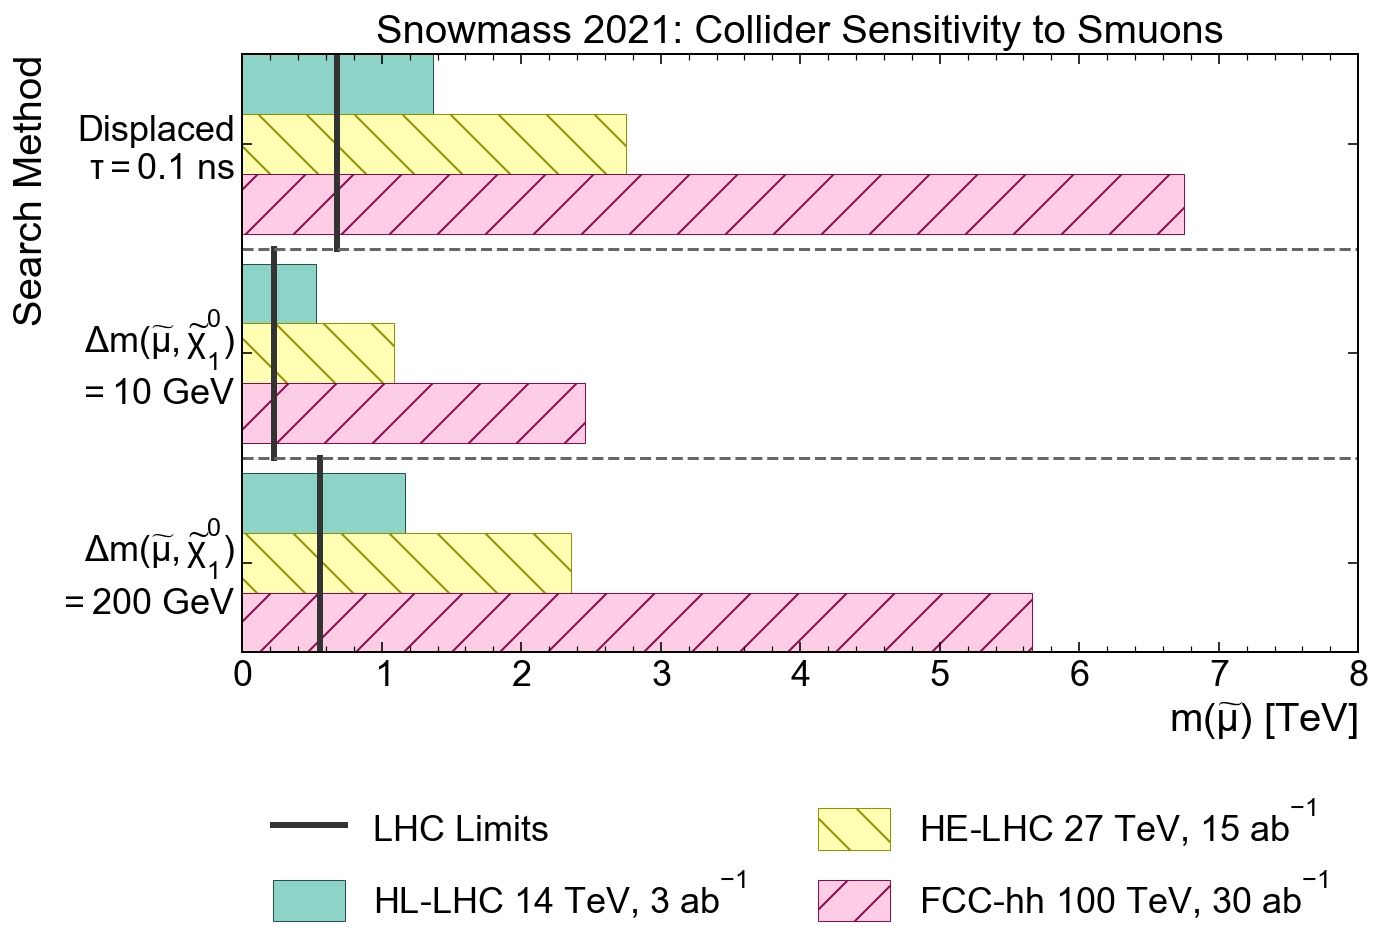 Snowmass 2021: Collider Sensitivity to Smuons
Search Method
Displaced
τ = 0.1 ns
Δm(μ̃, χ̃⁰₁)
= 10 GeV
Δm(μ̃, χ̃⁰₁)
= 200 GeV
0 1 2 3 4 5 6 7 8
m(μ̃) [TeV]
LHC Limits
HL-LHC 14 TeV, 3 ab⁻¹
HE-LHC 27 TeV, 15 ab⁻¹
FCC-hh 100 TeV, 30 ab⁻¹